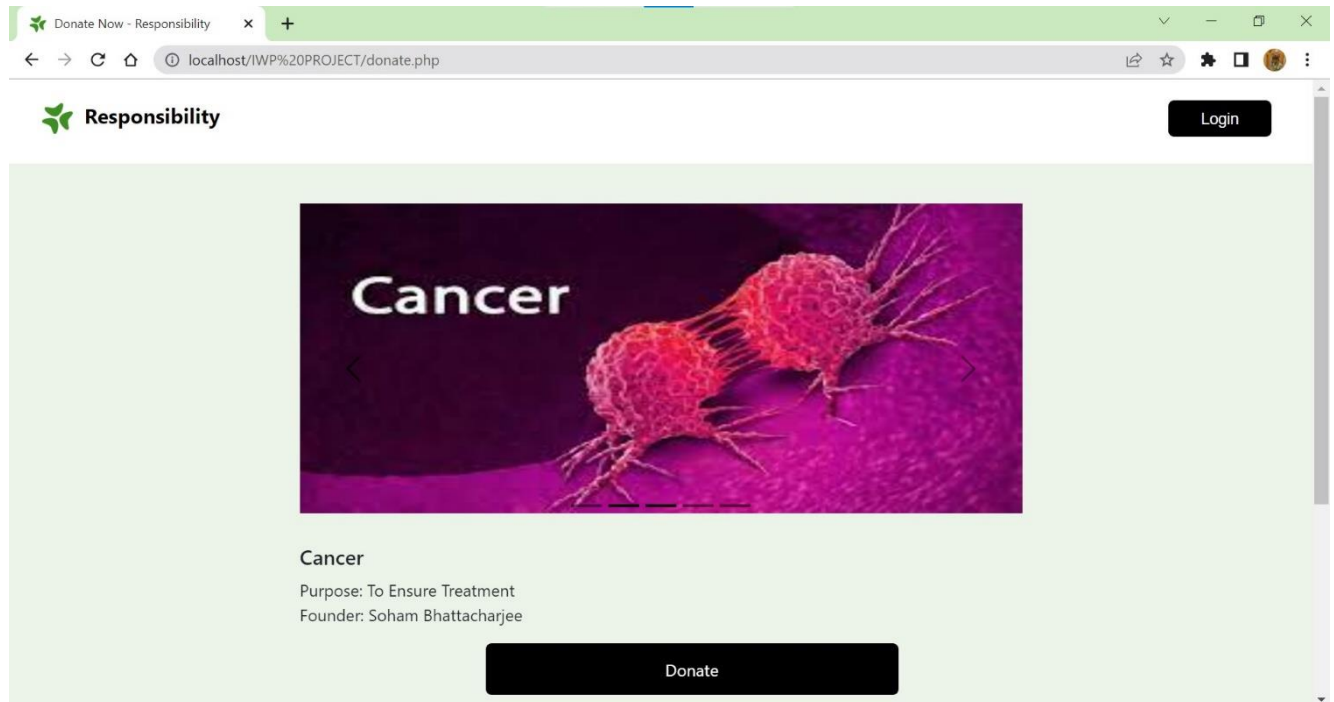 Donate Now - Responsibility
localhost/IWP%20PROJECT/donate.php
Responsibility
Login
Cancer
Cancer
Purpose: To Ensure Treatment
Founder: Soham Bhattacharjee
Donate